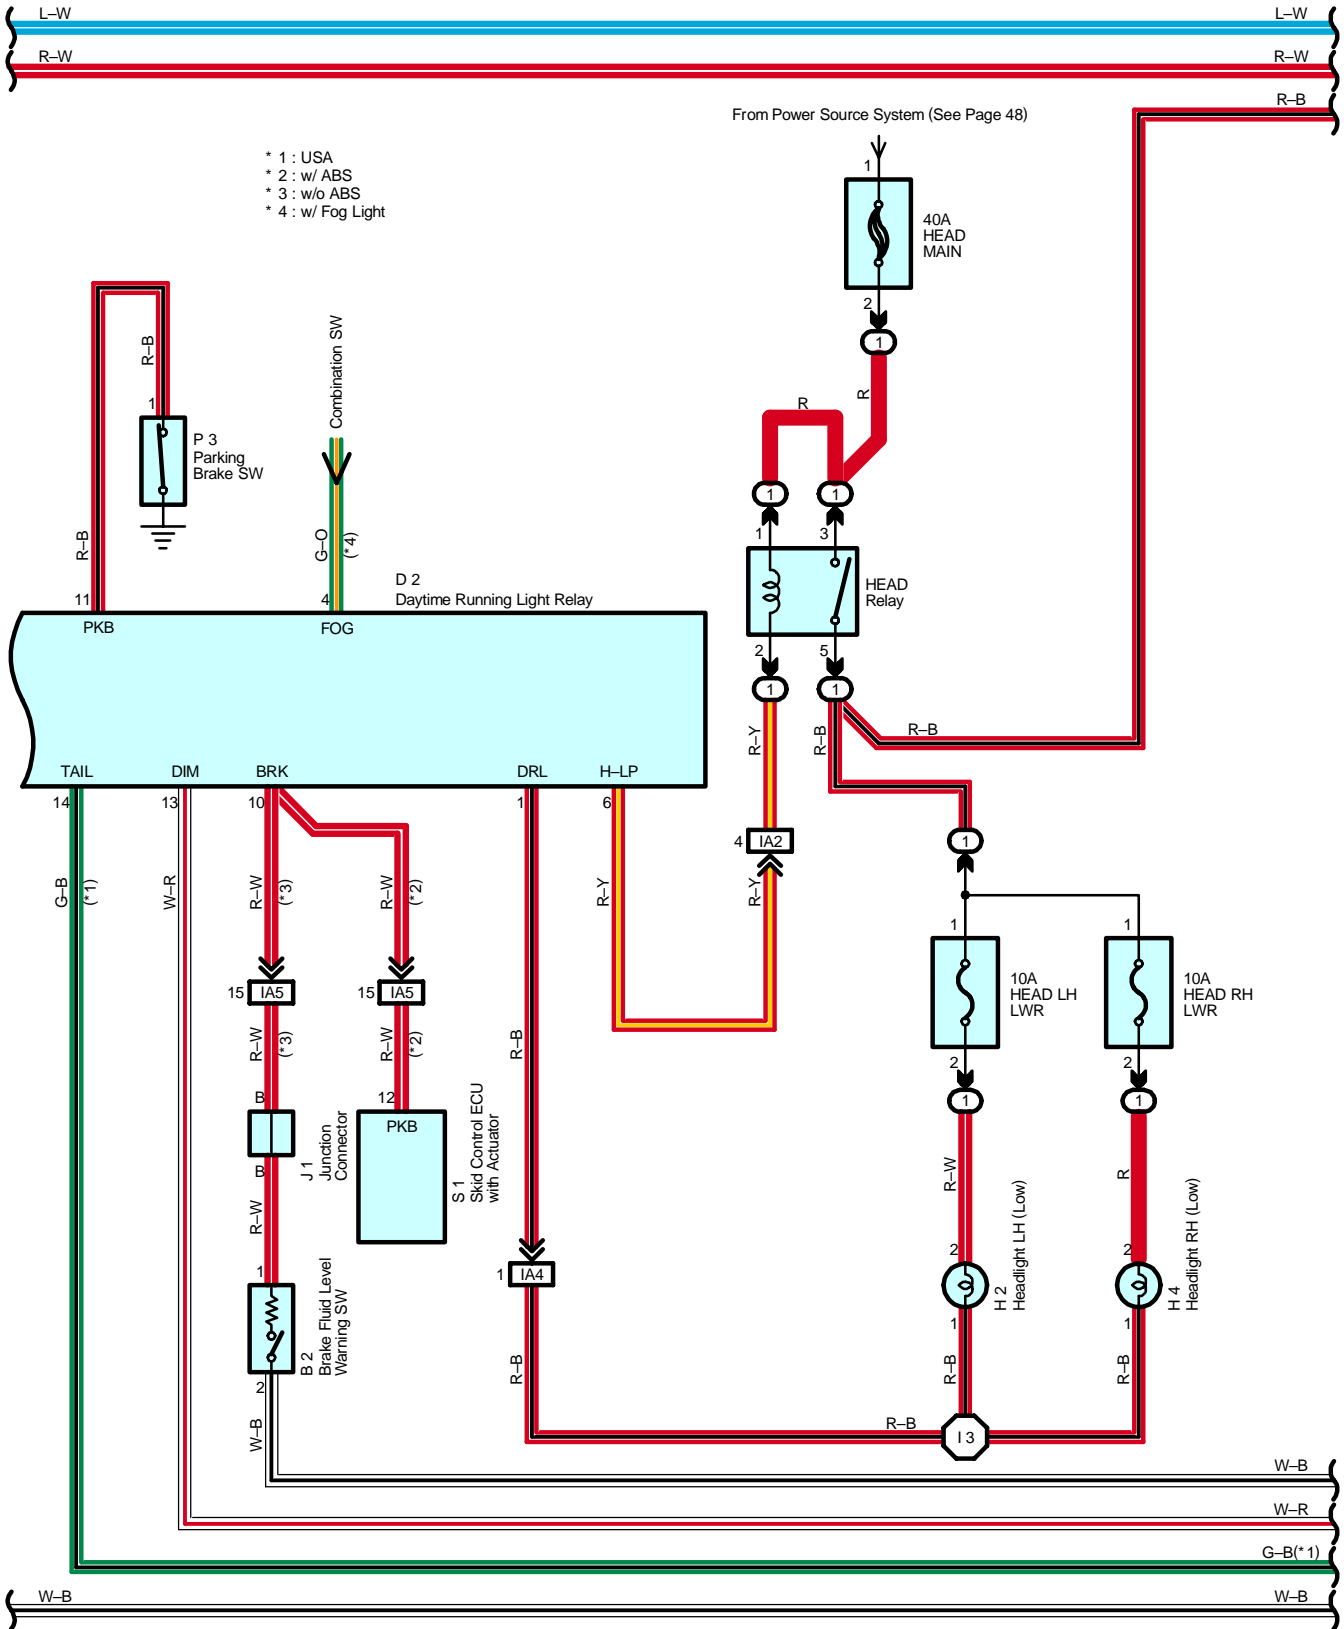 L–W
L–W
R–W
R–W
R–B
From Power Source System (See Page 48)
* 1 : USA
* 2 : w/ ABS
* 3 : w/o ABS
* 4 : w/ Fog Light
1
40A
HEAD
MAIN
2
1
R–B
Combination SW
R
R
1
P 3
Parking
Brake SW
1
1
R–B
G–O
(*4)
1
3
HEAD
Relay
D 2
Daytime Running Light Relay
11
4
PKB
FOG
2
5
1
1
R–Y
R–B
R–B
TAIL
DIM
BRK
DRL
H–LP
14
13
10
1
6
4
IA2
1
G–B
(*1)
W–R
R–W
(*3)
R–W
(*2)
R–Y
R–Y
1
1
15
IA5
15
IA5
10A
HEAD LH
LWR
10A
HEAD RH
LWR
R–W
(*3)
R–W
(*2)
R–B
2
2
B
12
1
1
PKB
J 1
Junction
Connector
S 1
Skid Control ECU
with Actuator
B
R–W
R–W
R
1
2
2
1
IA4
H 2
Headlight LH (Low)
H 4
Headlight RH (Low)
B 2
Brake Fluid Level
Warning SW
1
1
2
R–B
R–B
R–B
W–B
R–B
I 3
W–B
W–R
G–B(*1)
W–B
W–B